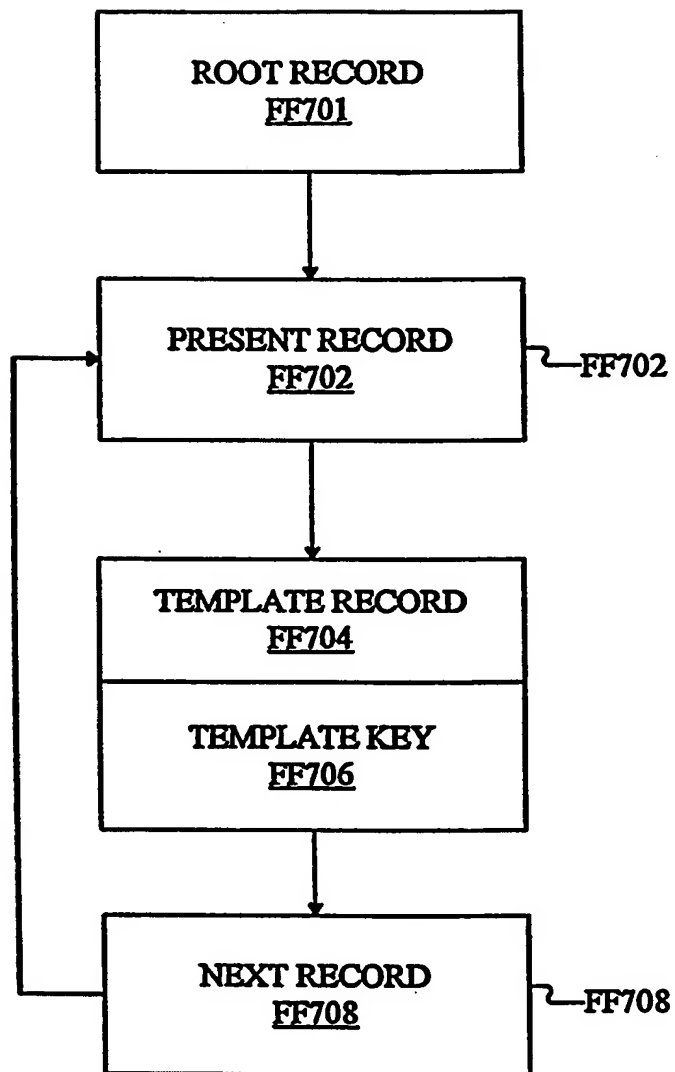 ROOT RECORD
FF701
PRESENT RECORD
FF702
FF702
TEMPLATE RECORD
FF704
TEMPLATE KEY
FF706
NEXT RECORD
FF708
FF708